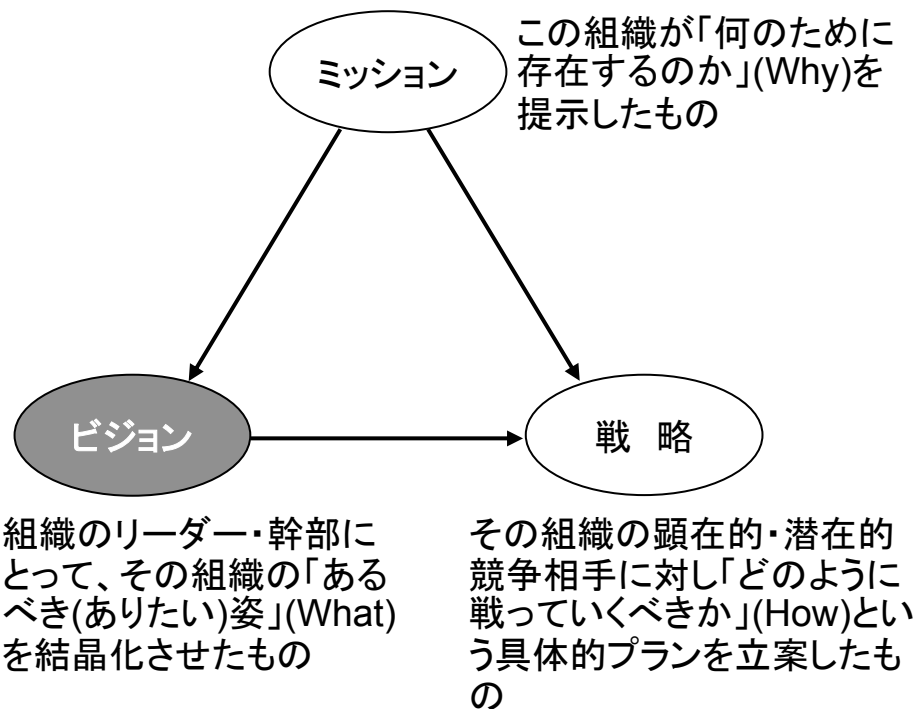 ミッション
この組織が「何のために
存在するのか」(Why)を
提示したもの
ビジョン
戦　略
組織のリーダー・幹部に
とって、その組織の「ある
べき(ありたい)姿」(What)
を結晶化させたもの
その組織の顕在的・潜在的
競争相手に対し「どのように
戦っていくべきか」(How)とい
う具体的プランを立案したも
の